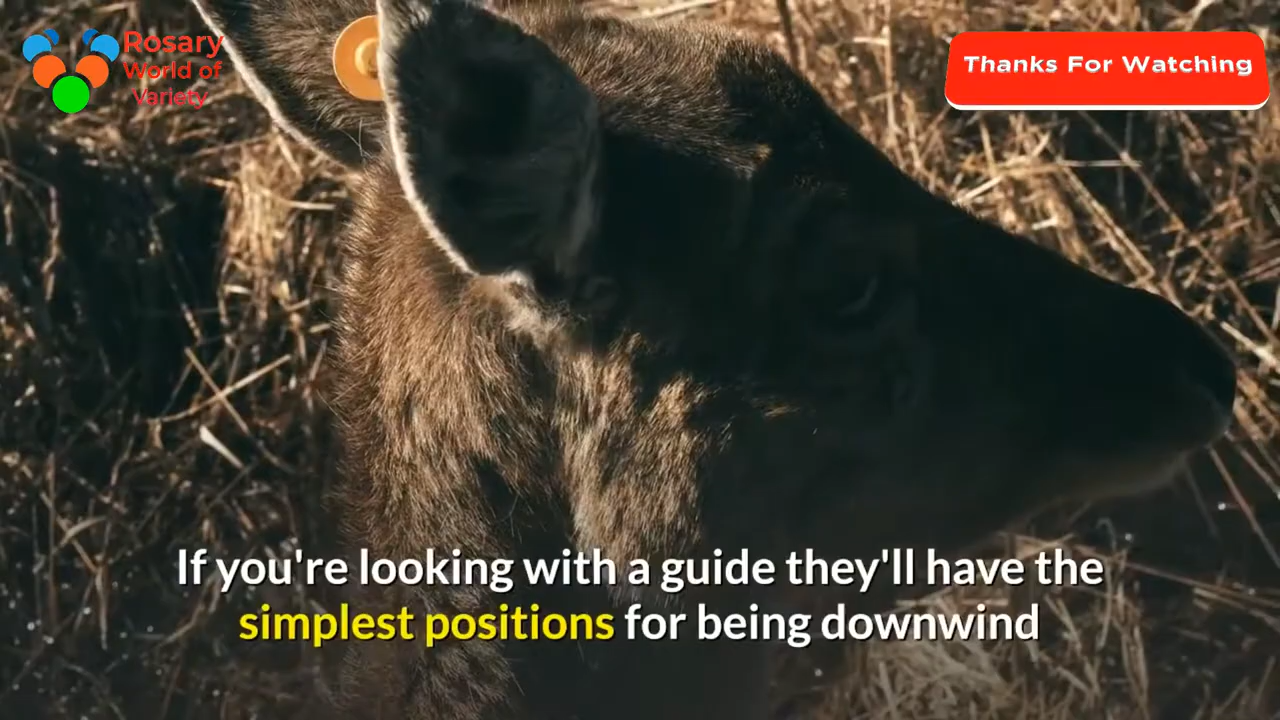 Rosary
World of
Variety
Thanks For Watching
If you're looking with a guide they'll have the
simplest positions for being downwind